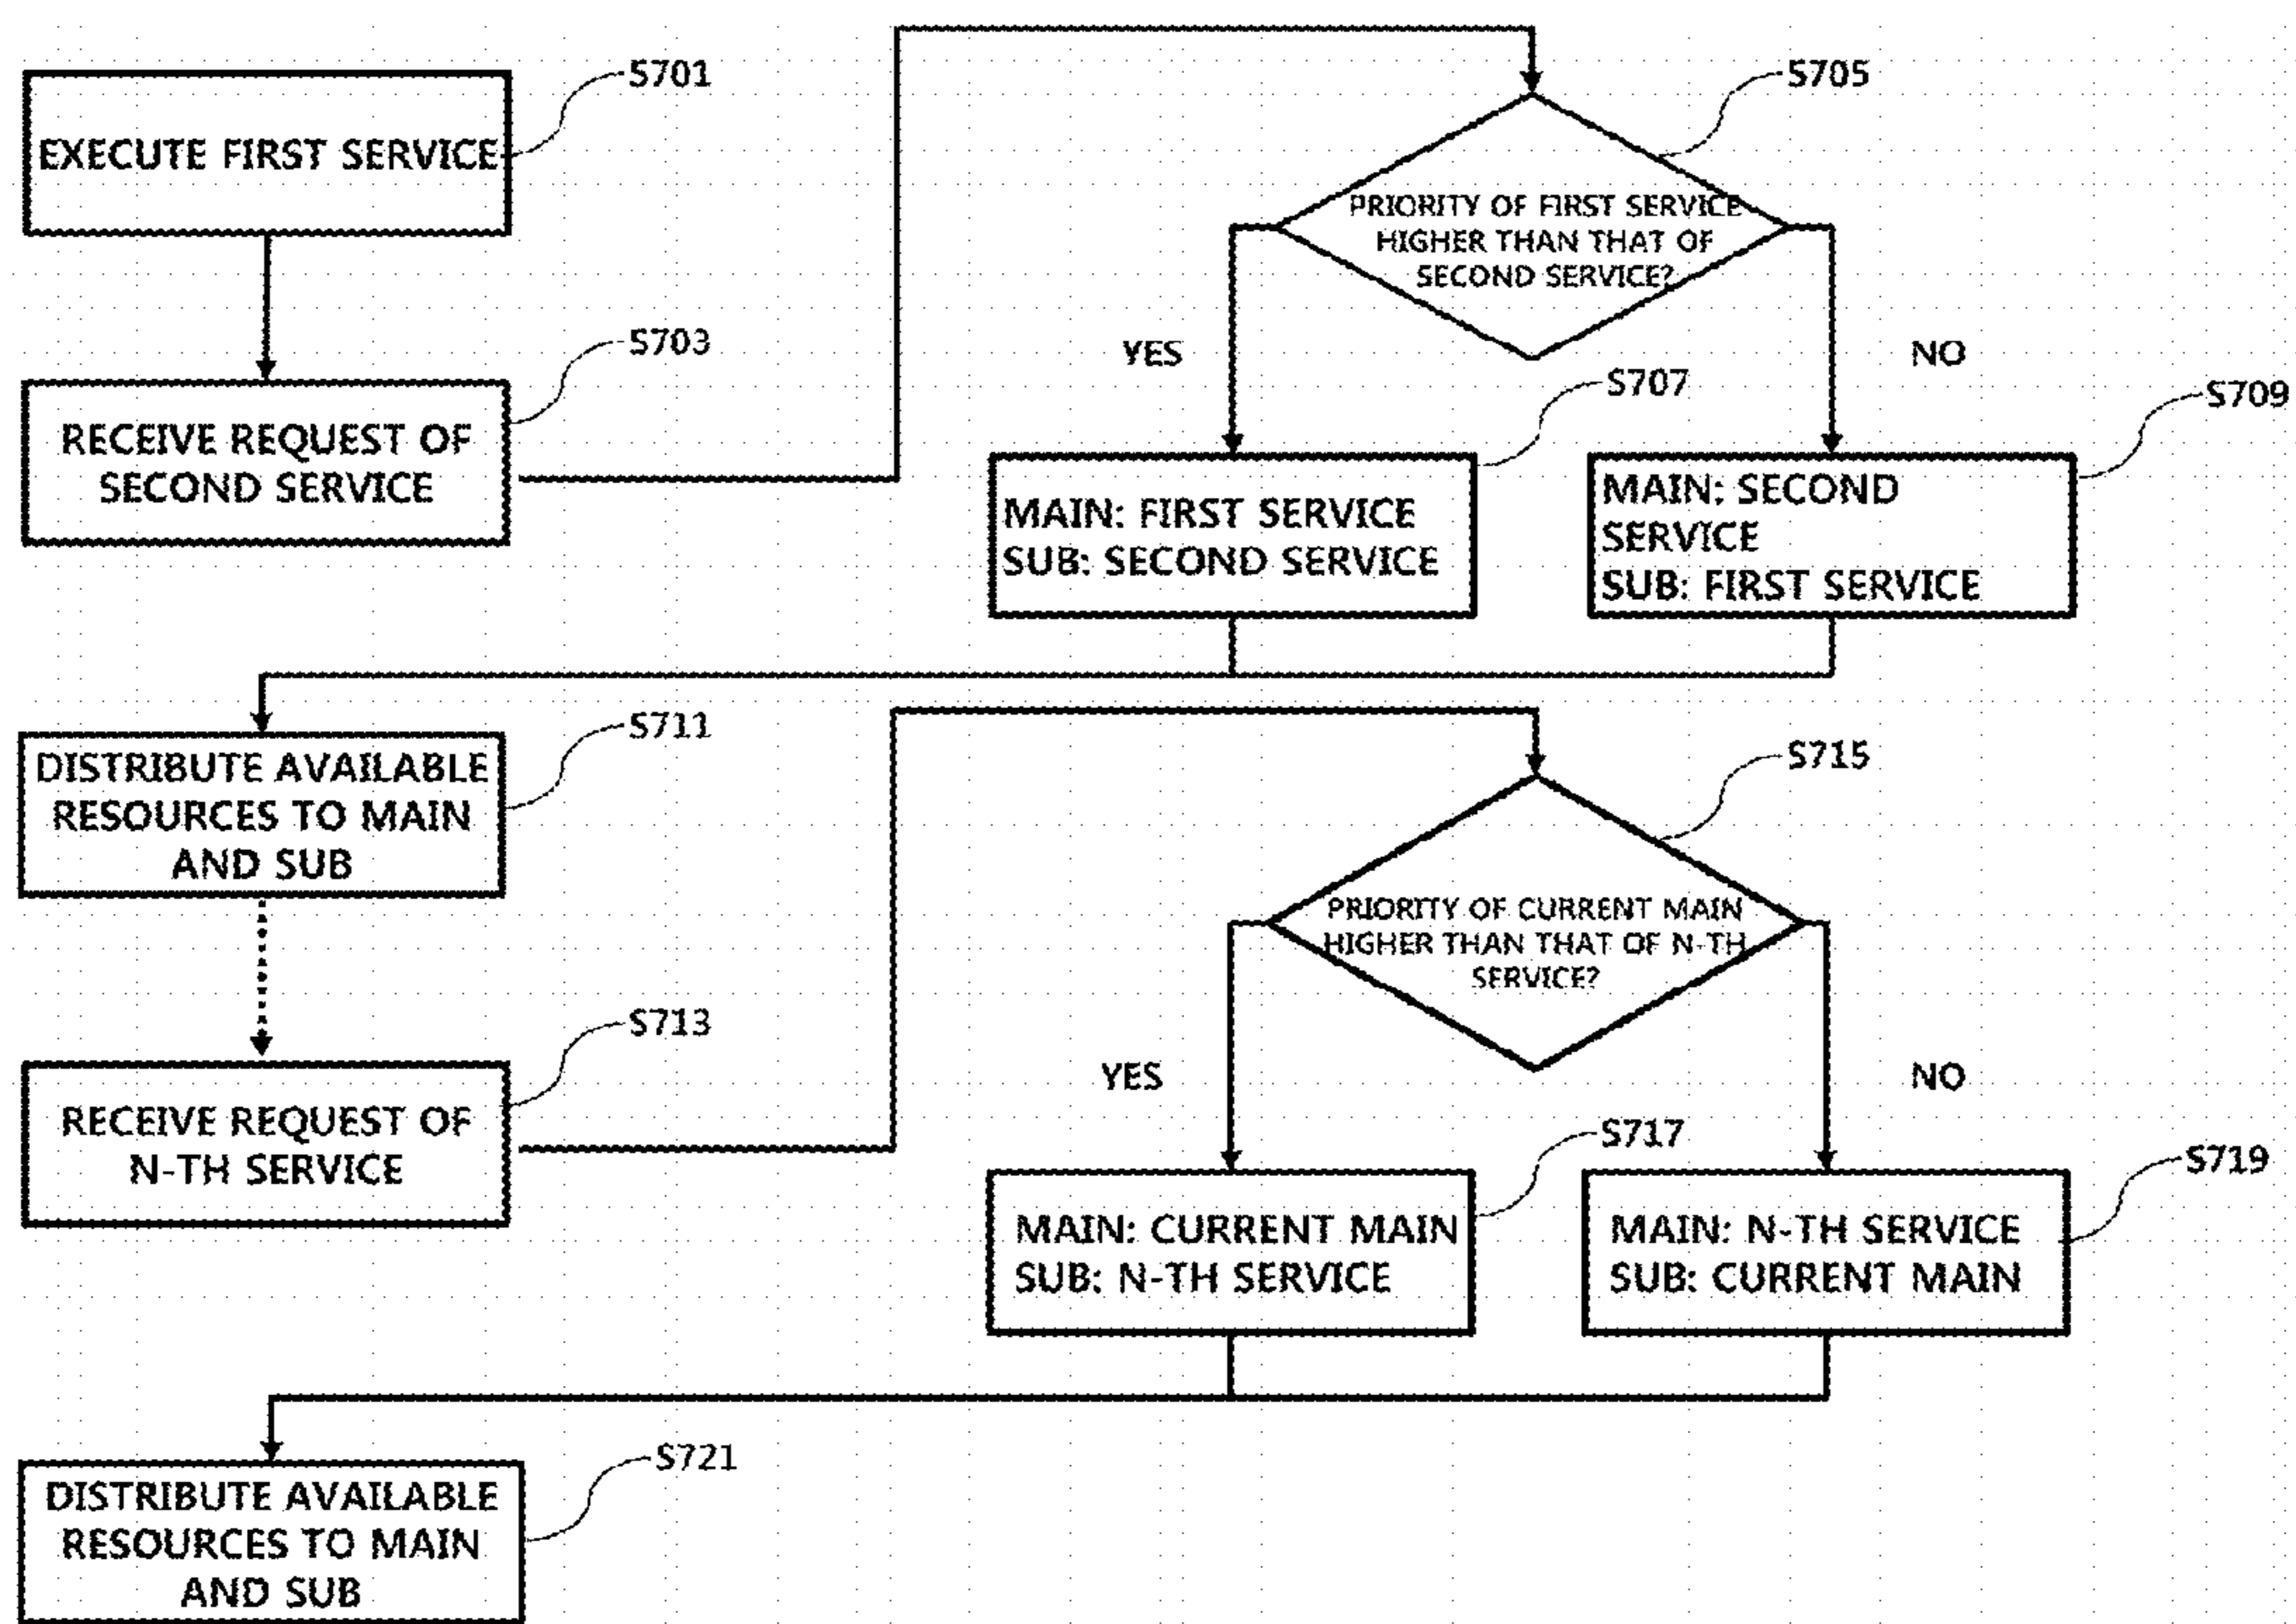 S701
EXECUTE FIRST SERVICE
S703
RECEIVE REQUEST OF
SECOND SERVICE
S705
PRIORITY OF FIRST SERVICE
HIGHER THAN THAT OF
SECOND SERVICE?
YES
NO
S707
MAIN: FIRST SERVICE
SUB: SECOND SERVICE
S709
MAIN: SECOND
SERVICE
SUB: FIRST SERVICE
S711
DISTRIBUTE AVAILABLE
RESOURCES TO MAIN
AND SUB
S713
RECEIVE REQUEST OF
N-TH SERVICE
S715
PRIORITY OF CURRENT MAIN
HIGHER THAN THAT OF N-TH
SERVICE?
YES
NO
S717
MAIN: CURRENT MAIN
SUB: N-TH SERVICE
S719
MAIN: N-TH SERVICE
SUB: CURRENT MAIN
S721
DISTRIBUTE AVAILABLE
RESOURCES TO MAIN
AND SUB